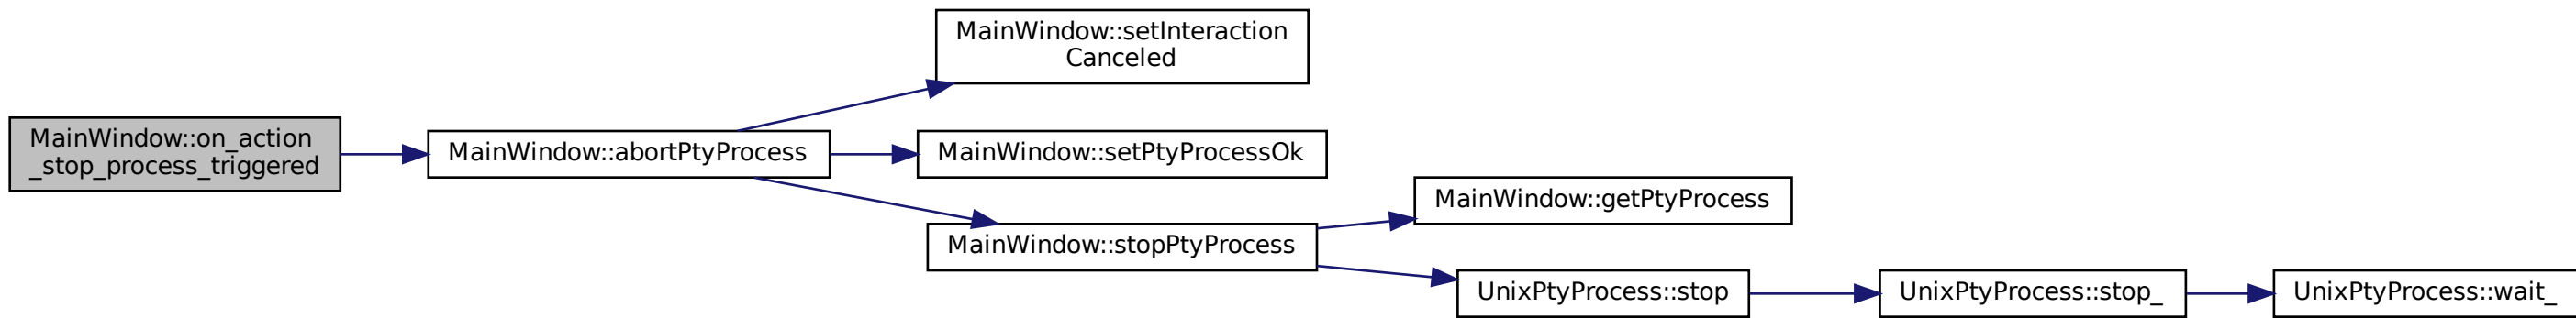 MainWindow::on_action
_stop_process_triggered
MainWindow::abortPtyProcess
MainWindow::setInteraction
Canceled
MainWindow::setPtyProcessOk
MainWindow::stopPtyProcess
MainWindow::getPtyProcess
UnixPtyProcess::stop
UnixPtyProcess::stop_
UnixPtyProcess::wait_